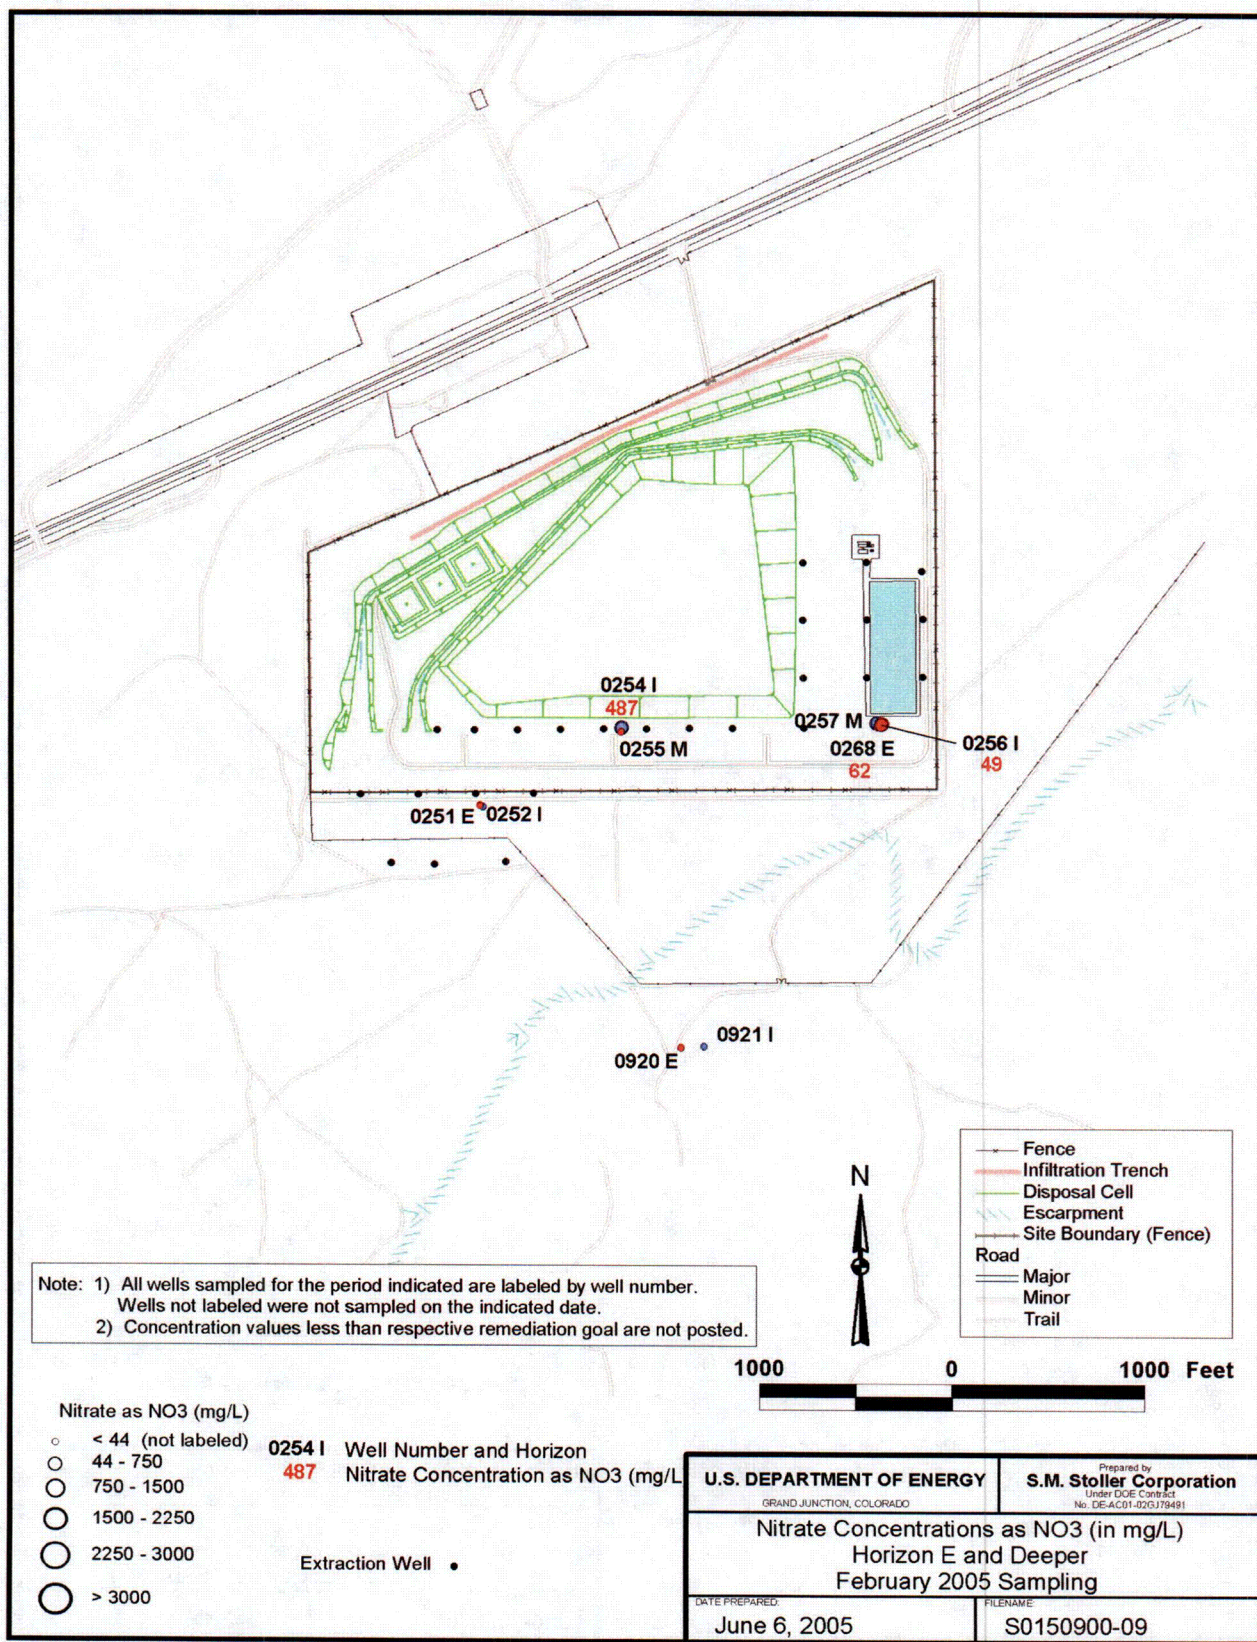 0254 I
487
0255 M
0257 M
0268 E
62
0256 I
49
0251 E
0252 I
0921 I
0920 E
N
Fence
Infiltration Trench
Disposal Cell
Escarpment
Site Boundary (Fence)
Road
Major
Minor
Trail
Note: 1) All wells sampled for the period indicated are labeled by well number.
Wells not labeled were not sampled on the indicated date.
2) Concentration values less than respective remediation goal are not posted.
1000 0 1000 Feet
Nitrate as NO3 (mg/L)
< 44 (not labeled)
44 - 750
750 - 1500
1500 - 2250
2250 - 3000
> 3000
0254 I Well Number and Horizon
487 Nitrate Concentration as NO3 (mg/L
Extraction Well
U.S. DEPARTMENT OF ENERGY
GRAND JUNCTION, COLORADO
Prepared by
S.M. Stoller Corporation
Under DOE Contract
No. DE-AC01-02GJ79491
Nitrate Concentrations as NO3 (in mg/L)
Horizon E and Deeper
February 2005 Sampling
DATE PREPARED:
June 6, 2005
FILENAME:
S0150900-09